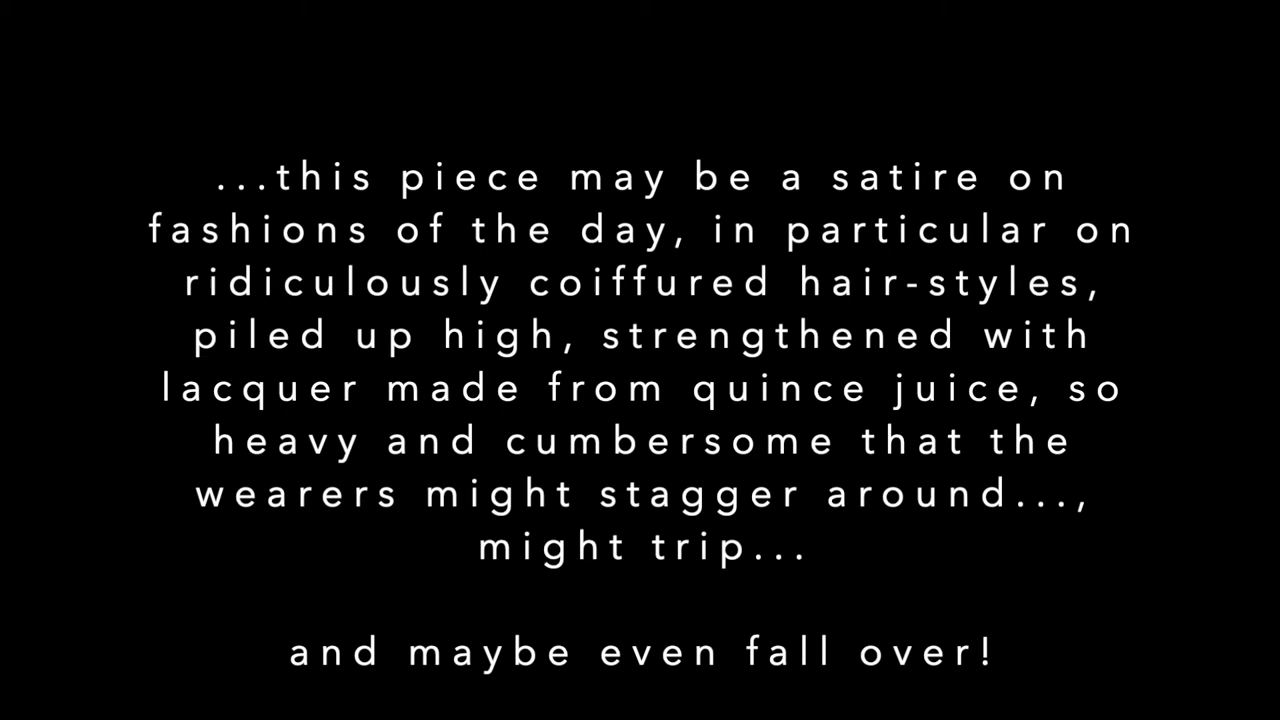 ...this piece may be a satire on
fashions of the day, in particular on
ridiculously coiffured hair-styles,
piled up high, strengthened with
lacquer made from quince juice, so
heavy and cumbersome that the
wearers might stagger around...,
might trip...
and maybe even fall over!